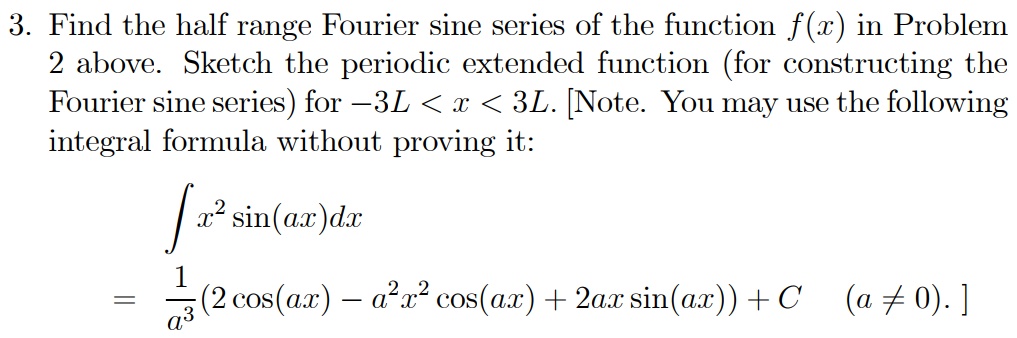 3. Find the half range Fourier sine series of the function f(x) in Problem
2 above. Sketch the periodic extended function (for constructing the
Fourier sine series) for −3L < x < 3L. [Note. You may use the following
integral formula without proving it:
∫ x² sin(ax)dx
= 1/a³ (2 cos(ax) − a²x² cos(ax) + 2ax sin(ax)) + C (a ≠ 0). ]